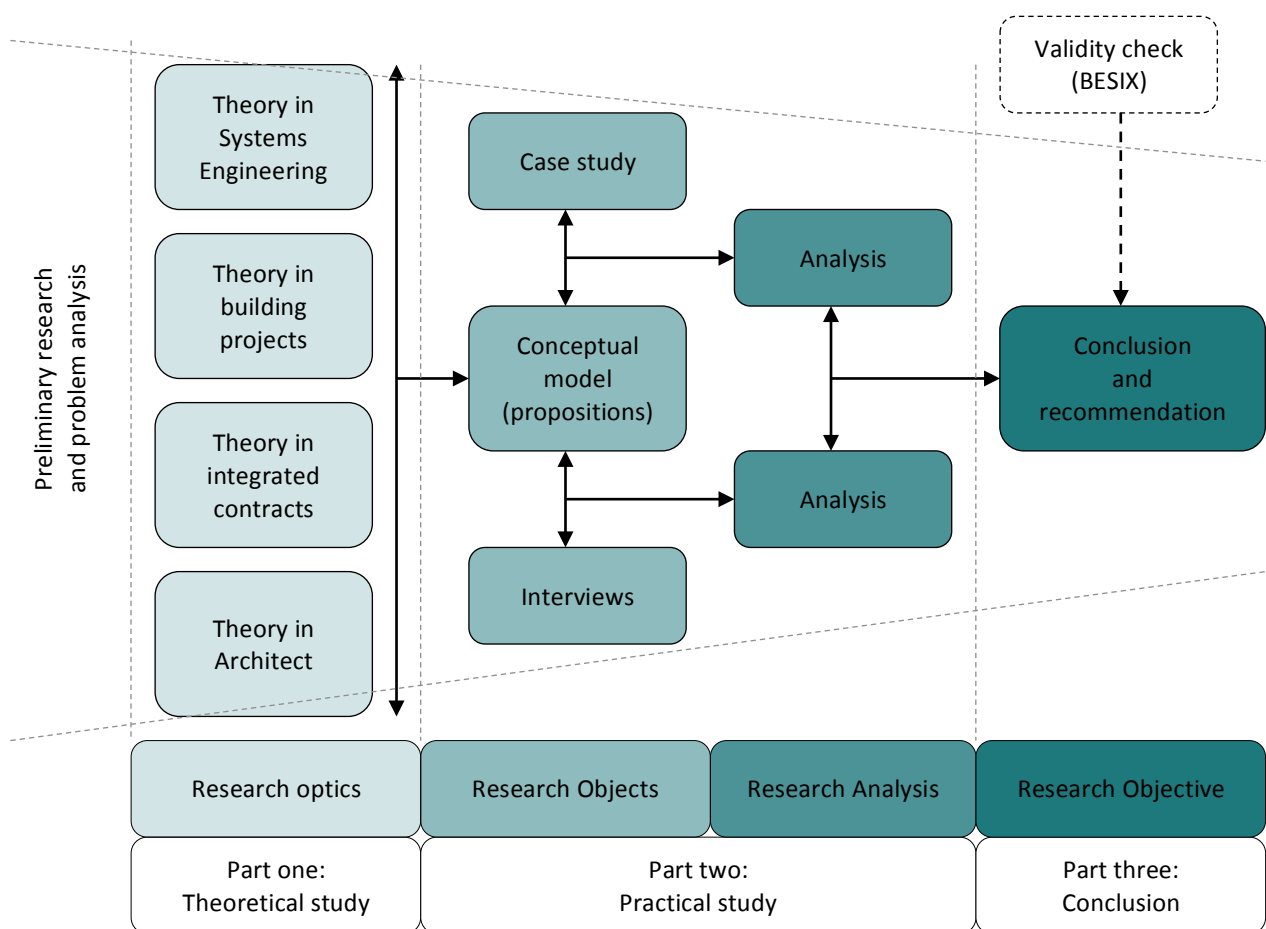 Preliminary research
and problem analysis
Theory in
Systems
Engineering
Theory in
building
projects
Theory in
integrated
contracts
Theory in
Architect
Case study
Conceptual
model
(propositions)
Interviews
Analysis
Analysis
Validity check
(BESIX)
Conclusion
and
recommendation
Research optics
Research Objects
Research Analysis
Research Objective
Part one:
Theoretical study
Part two:
Practical study
Part three:
Conclusion